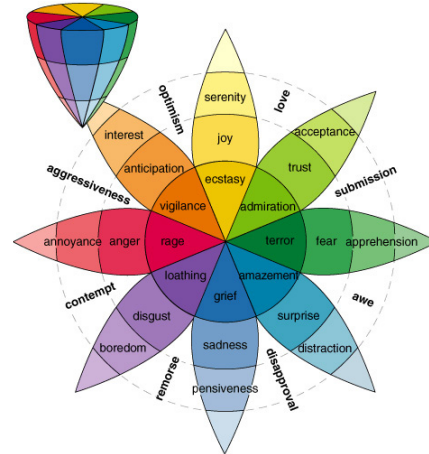 serenity
love
optimism
joy
interest
acceptance
anticipation
trust
ecstasy
aggressiveness
submission
vigilance
admiration
annoyance
anger
rage
terror
fear
apprehension
loathing
amazement
contempt
grief
awe
disgust
surprise
boredom
sadness
distraction
remorse
disapproval
pensiveness